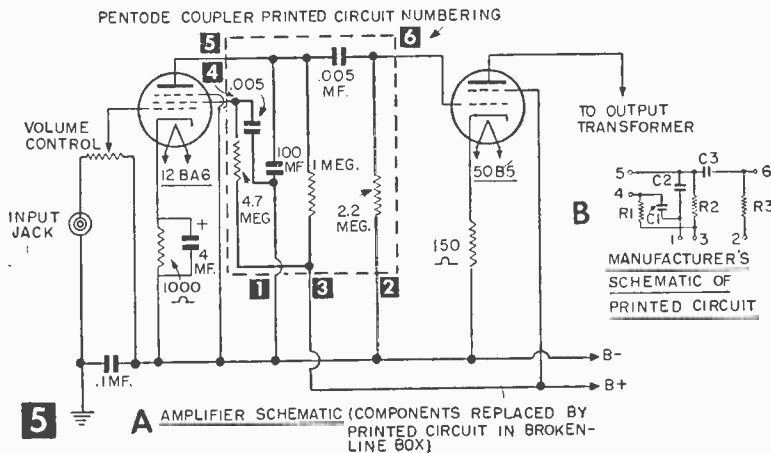 PENTODE COUPLER PRINTED CIRCUIT NUMBERING
5
6
4
.005
.005
MF.
VOLUME
CONTROL
12BA6
100
MF
1 MEG.
4.7
MEG
2.2
MEG.
50B5
TO OUTPUT
TRANSFORMER
INPUT
JACK
+
4
MF.
1000
Ω
150
Ω
1
3
2
.1MF.
B-
B+
5
A AMPLIFIER SCHEMATIC (COMPONENTS REPLACED BY
PRINTED CIRCUIT IN BROKEN-
LINE BOX)
B
5
C3
6
C2
4
R1
C1
R2
R3
1
3
2
MANUFACTURER'S
SCHEMATIC OF
PRINTED CIRCUIT